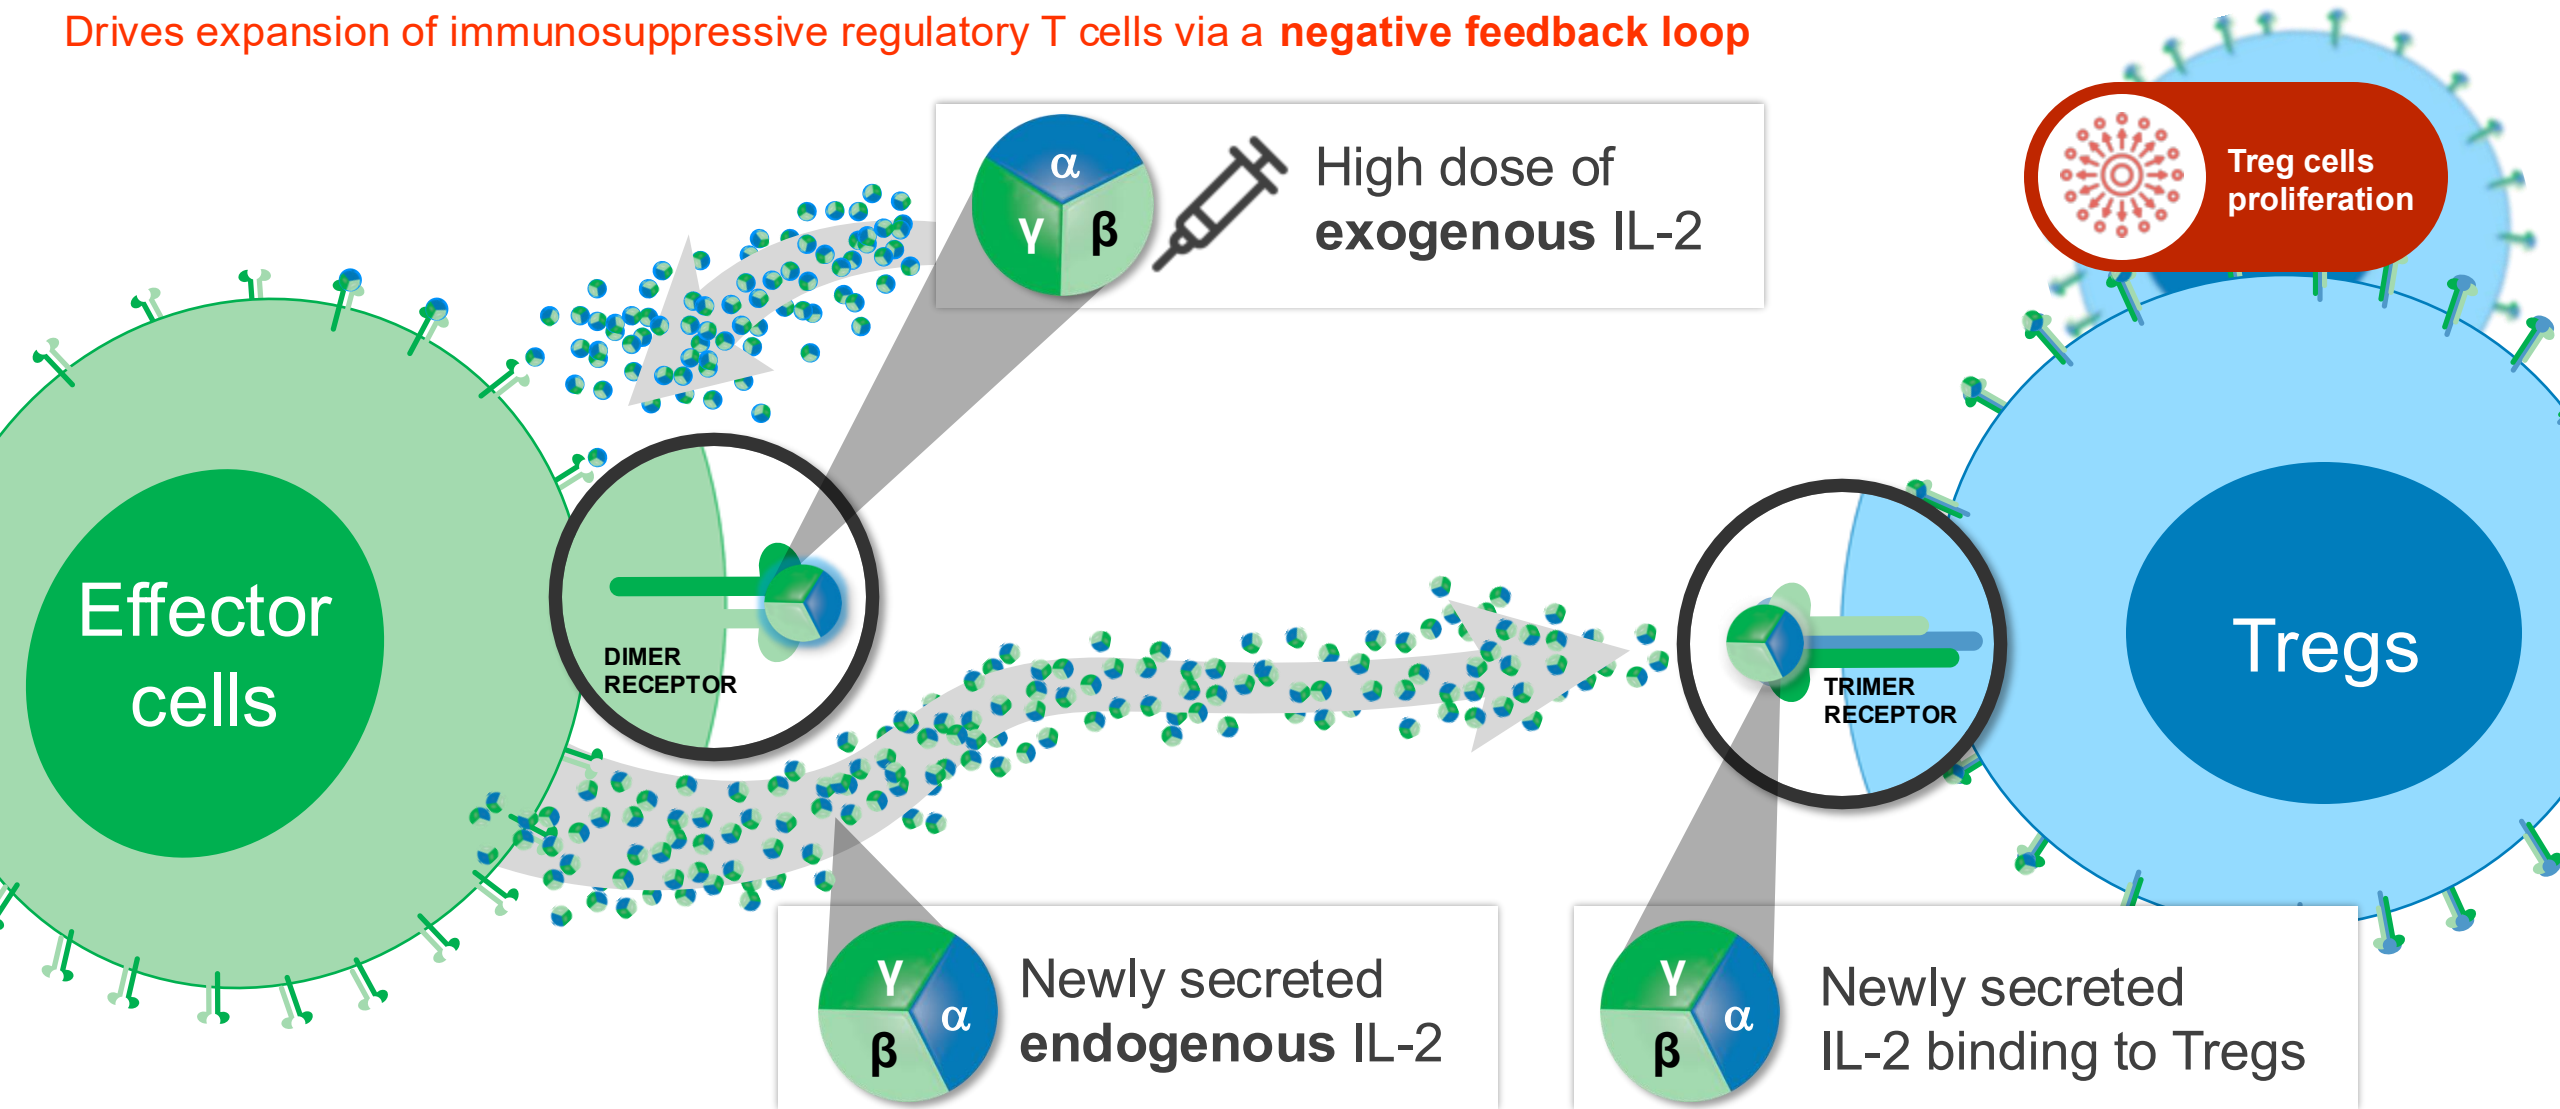 Drives expansion of immunosuppressive regulatory T cells via a negative feedback loop
α
γ
β
High dose of
exogenous IL-2
Treg cells
proliferation
Effector
cells
DIMER
RECEPTOR
TRIMER
RECEPTOR
Tregs
γ
α
β
Newly secreted
endogenous IL-2
γ
α
β
Newly secreted
IL-2 binding to Tregs